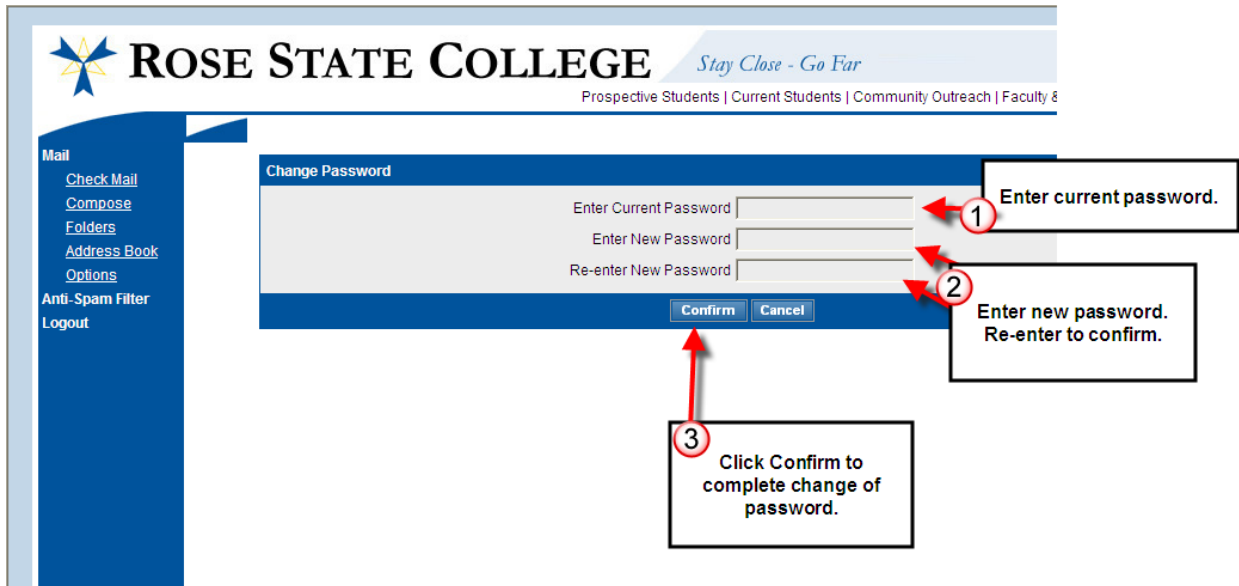 ROSE STATE COLLEGE
Stay Close - Go Far
Prospective Students | Current Students | Community Outreach | Faculty &
Mail
Check Mail
Compose
Folders
Address Book
Options
Anti-Spam Filter
Logout
Change Password
Enter Current Password
Enter New Password
Re-enter New Password
Confirm Cancel
1
Enter current password.
2
Enter new password.
Re-enter to confirm.
3
Click Confirm to
complete change of
password.